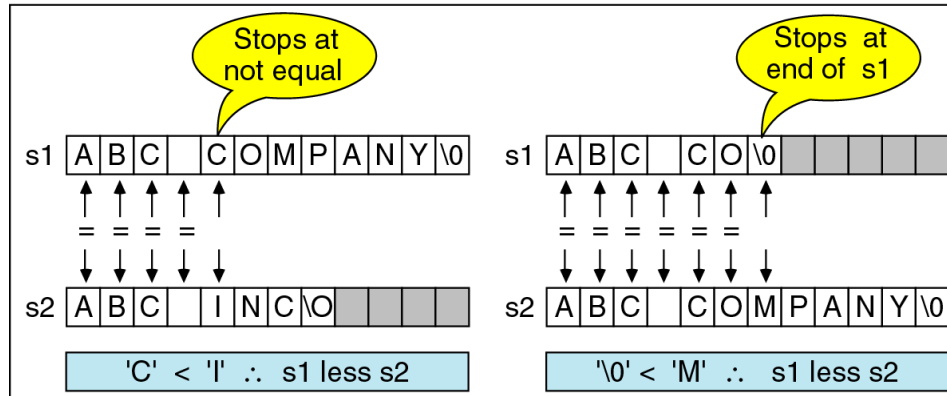 Stops at
not equal
s1 A B C C O M P A N Y \0
= = = =
s2 A B C I N C \O
'C' < 'I' ∴ s1 less s2
Stops at
end of s1
s1 A B C C O \0
= = = = = =
s2 A B C C O M P A N Y \0
'\0' < 'M' ∴ s1 less s2